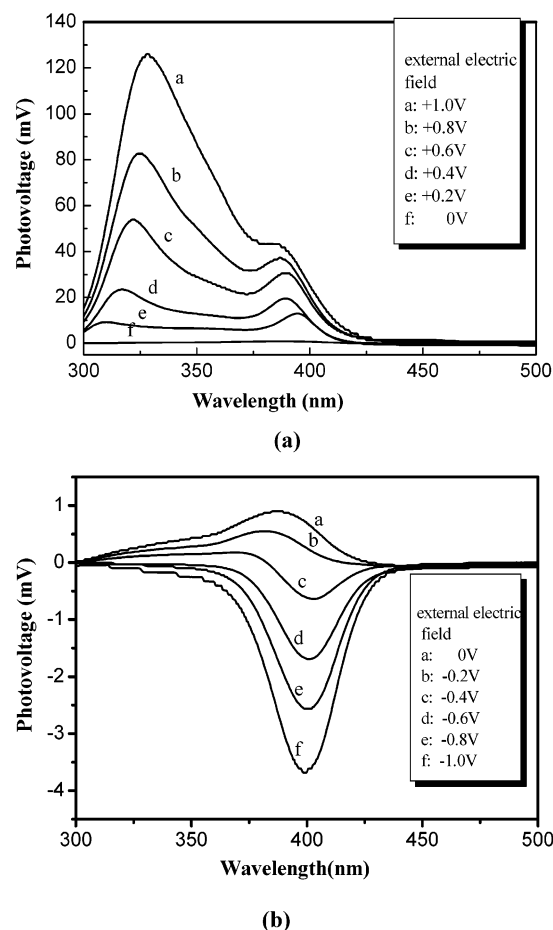 140
120
100
80
60
40
20
0
Photovoltage (mV)
a
b
c
d
e
f
external electric
field
a: +1.0V
b: +0.8V
c: +0.6V
d: +0.4V
e: +0.2V
f: 0V
300 350 400 450 500
Wavelength (nm)
(a)
1
0
-1
-2
-3
-4
Photovoltage (mV)
a
b
c
d
e
f
external electric
field
a: 0V
b: -0.2V
c: -0.4V
d: -0.6V
e: -0.8V
f: -1.0V
300 350 400 450 500
Wavelength(nm)
(b)